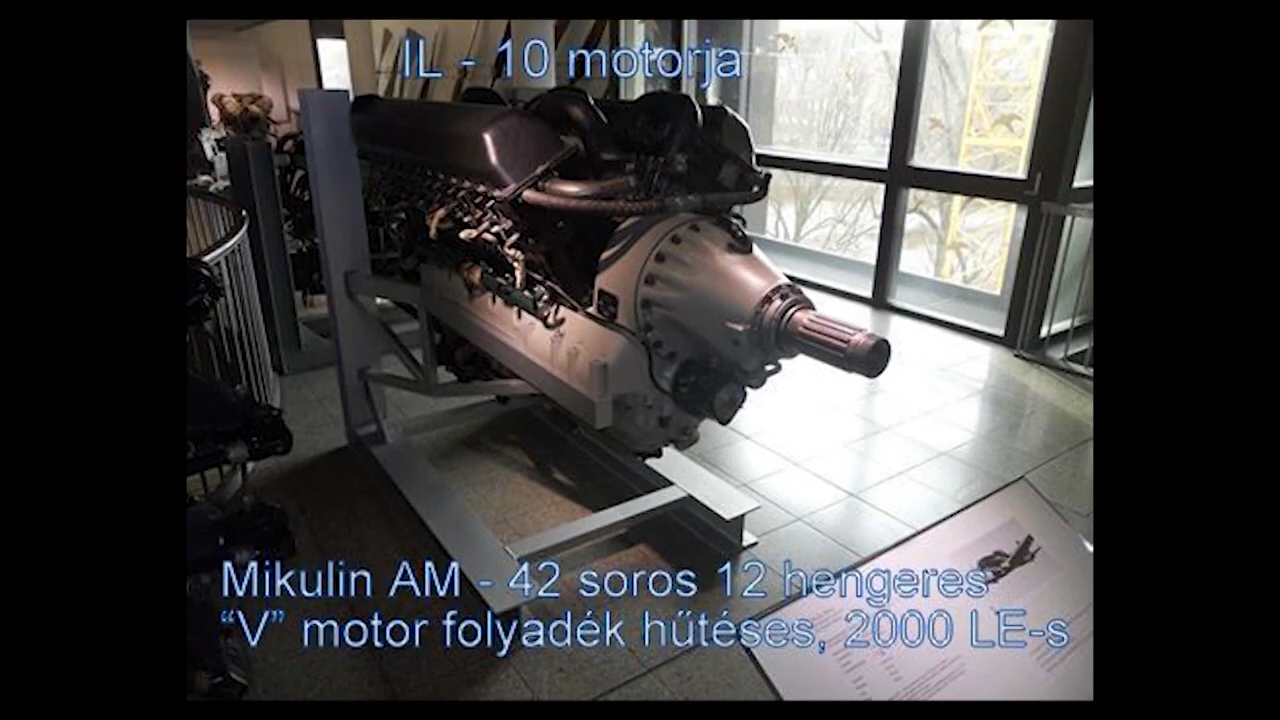 IL - 10 motorja
Mikulin AM - 42 soros 12 hengeres
“V” motor folyadék hűtéses, 2000 LE-s